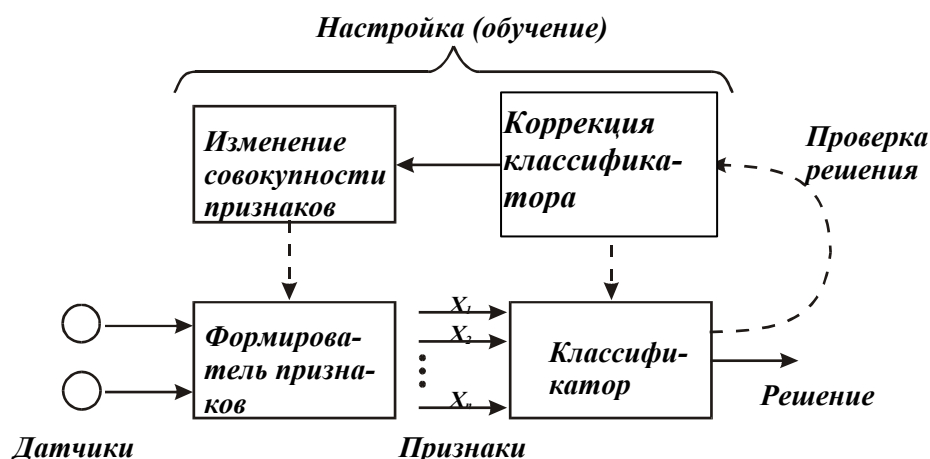 Настройка (обучение)
Изменение
совокупности
признаков
Коррекция
классифика-
тора
Проверка
решения
X₁
X₂
Xₙ
Формирова-
тель призна-
ков
Классифи-
катор
Решение
Датчики
Признаки